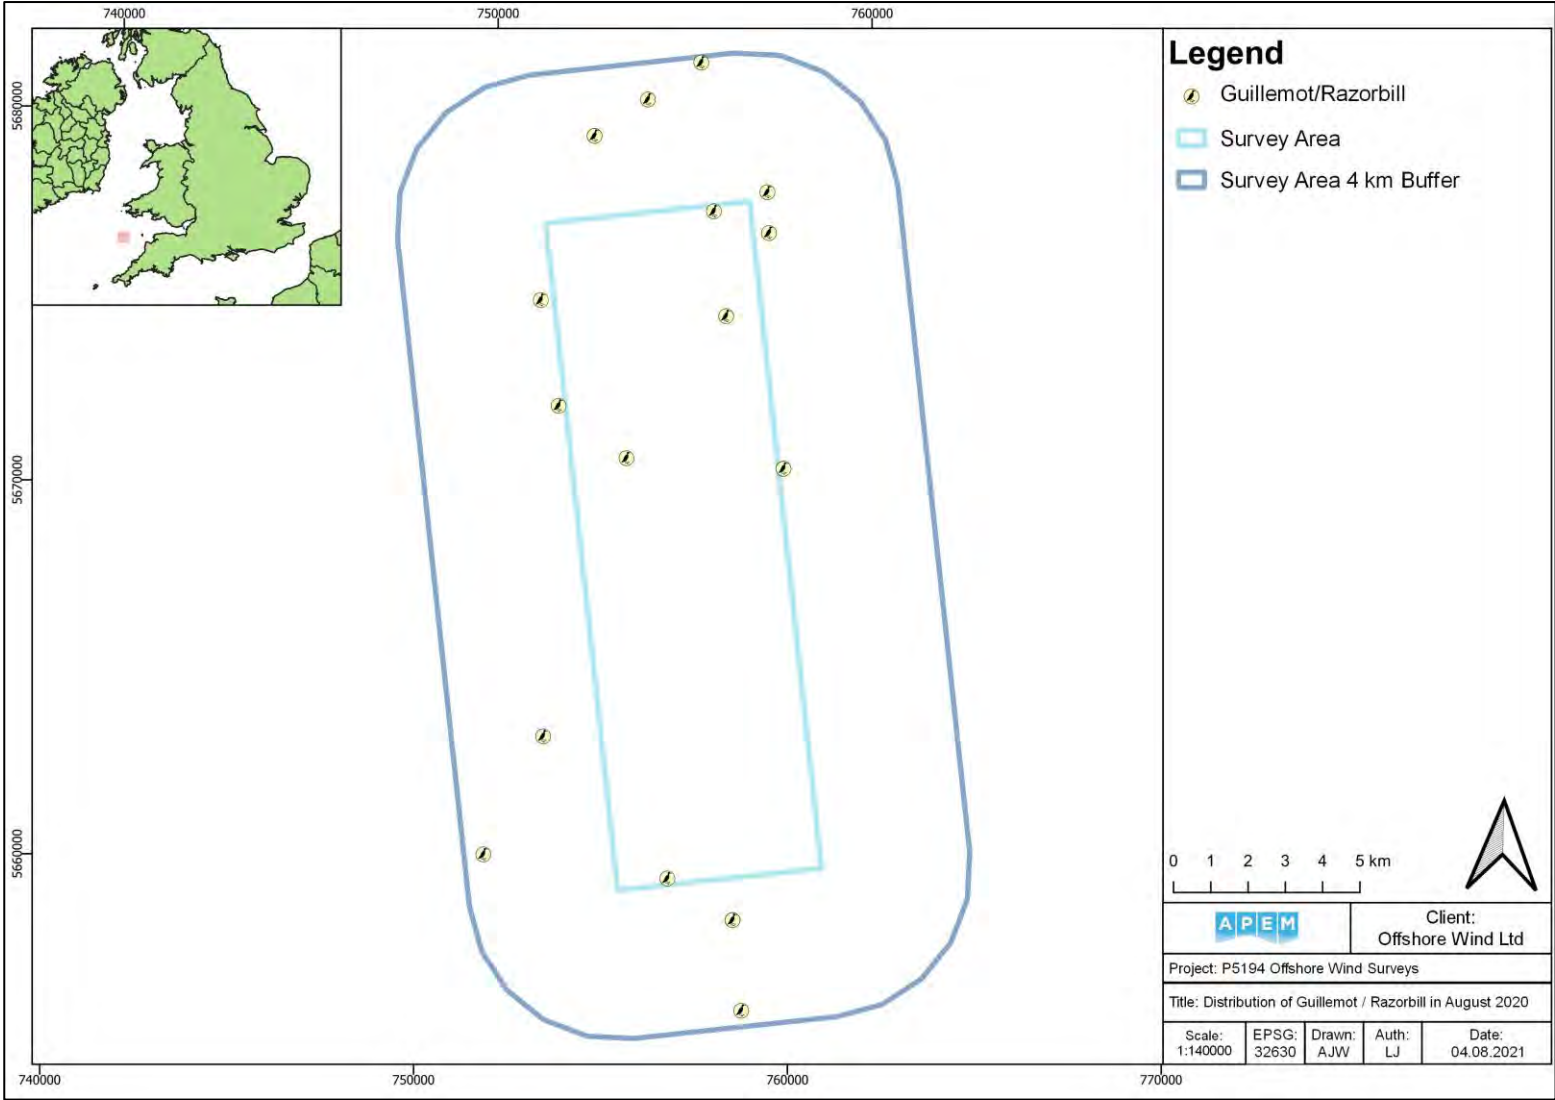 740000
750000
760000
5680000
5670000
5660000
Legend
Guillemot/Razorbill
Survey Area
Survey Area 4 km Buffer
0 1 2 3 4 5 km
APEM
Client:
Offshore Wind Ltd
Project: P5194 Offshore Wind Surveys
Title: Distribution of Guillemot / Razorbill in August 2020
Scale:
1:140000
EPSG:
32630
Drawn:
AJW
Auth:
LJ
Date:
04.08.2021
740000
750000
760000
770000